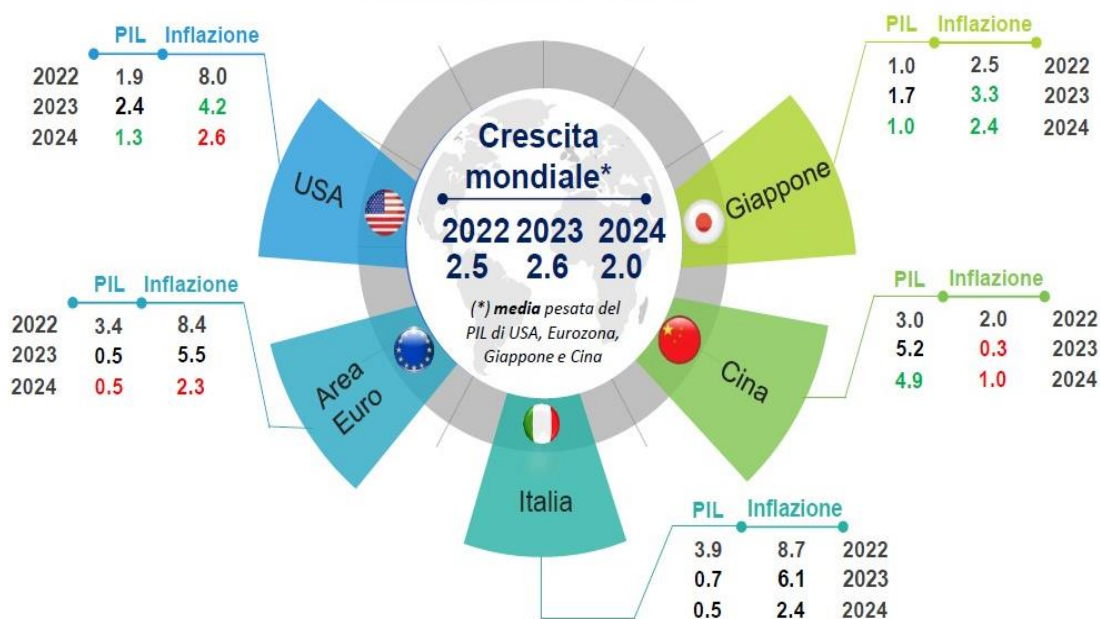 PIL Inflazione
2022 1.9 8.0
2023 2.4 4.2
2024 1.3 2.6
USA
PIL Inflazione
1.0 2.5 2022
1.7 3.3 2023
1.0 2.4 2024
Giappone
Crescita
mondiale*
2022 2023 2024
2.5 2.6 2.0
(*) media pesata del
PIL di USA, Eurozona,
Giappone e Cina
PIL Inflazione
2022 3.4 8.4
2023 0.5 5.5
2024 0.5 2.3
Area
Euro
PIL Inflazione
3.0 2.0 2022
5.2 0.3 2023
4.9 1.0 2024
Cina
Italia
PIL Inflazione
3.9 8.7 2022
0.7 6.1 2023
0.5 2.4 2024